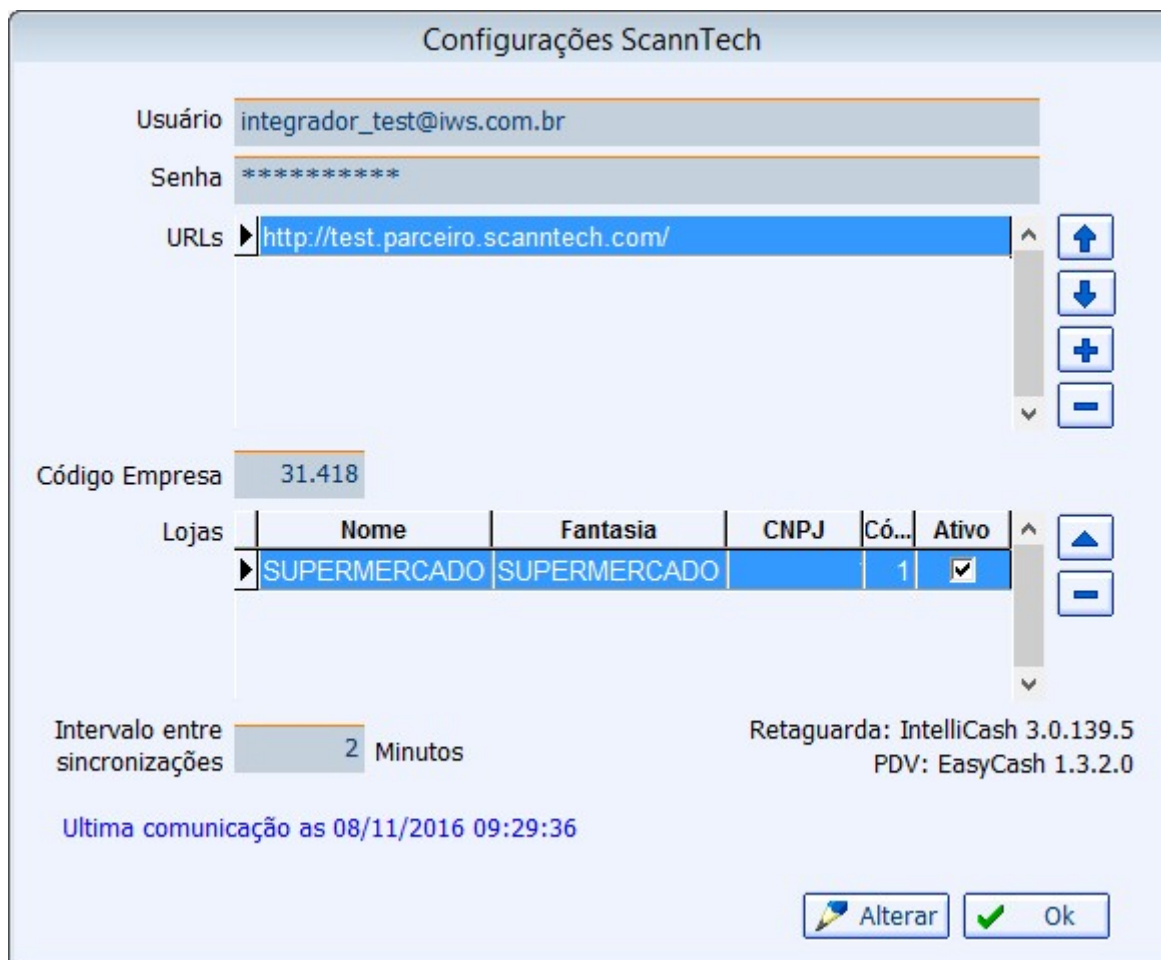 Configurações ScannTech
Usuário integrador_test@iws.com.br
Senha **********
URLs http://test.parceiro.scanntech.com/
Código Empresa 31.418
Lojas Nome Fantasia CNPJ Có... Ativo
SUPERMERCADO SUPERMERCADO 1
Intervalo entre
sincronizações 2 Minutos
Retaguarda: IntelliCash 3.0.139.5
PDV: EasyCash 1.3.2.0
Ultima comunicação as 08/11/2016 09:29:36
Alterar Ok